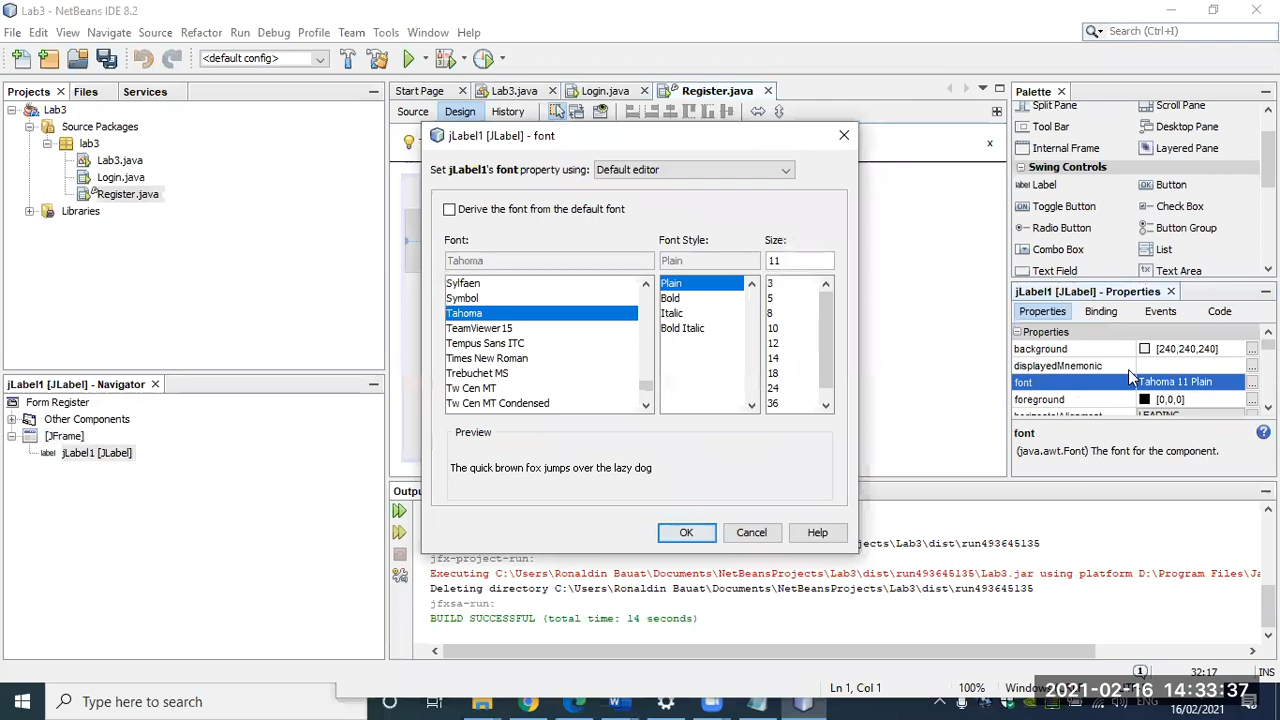 Lab3 - NetBeans IDE 8.2
File Edit View Navigate Source Refactor Run Debug Profile Team Tools Window Help
Search (Ctrl+I)
<default config>
Projects Files Services
Start Page Lab3.java Login.java Register.java
Palette
Lab3
Source Packages
lab3
Lab3.java
Login.java
Register.java
Libraries
Source Design History
jLabel1 [JLabel] - font
Set jLabel1's font property using: Default editor
Derive the font from the default font
Font: Font Style: Size:
Tahoma Plain 11
Sylfaen Plain 3
Symbol Bold 5
Tahoma Italic 8
TeamViewer15 Bold Italic 10
Tempus Sans ITC 12
Times New Roman 14
Trebuchet MS 18
Tw Cen MT 24
Tw Cen MT Condensed 36
Preview
The quick brown fox jumps over the lazy dog
OK Cancel Help
Split Pane Scroll Pane
Tool Bar Desktop Pane
Internal Frame Layered Pane
Swing Controls
Label Button
Toggle Button Check Box
Radio Button Button Group
Combo Box List
Text Field Text Area
jLabel1 [JLabel] - Properties
Properties Binding Events Code
Properties
background [240,240,240] ...
displayedMnemonic ...
font Tahoma 11 Plain ...
foreground [0,0,0] ...
horizontalAlignment LEADING
font
(java.awt.Font) The font for the component.
jLabel1 [JLabel] - Navigator
Form Register
Other Components
[JFrame]
label jLabel1 [JLabel]
Outpu
acts\Lab3\dist\run493645135
jfx-project-run:
Executing C:\Users\Ronaldin Bauat\Documents\NetBeansProjects\Lab3\dist\run493645135\Lab3.jar using platform D:\Program Files\Ja
Deleting directory C:\Users\Ronaldin Bauat\Documents\NetBeansProjects\Lab3\dist\run493645135
jfxsa-run:
BUILD SUCCESSFUL (total time: 14 seconds)
1 32:17
Type here to search
Ln 1, Col 1 100% Windows
2021-02-16 14:33:37
ENG
16/02/2021